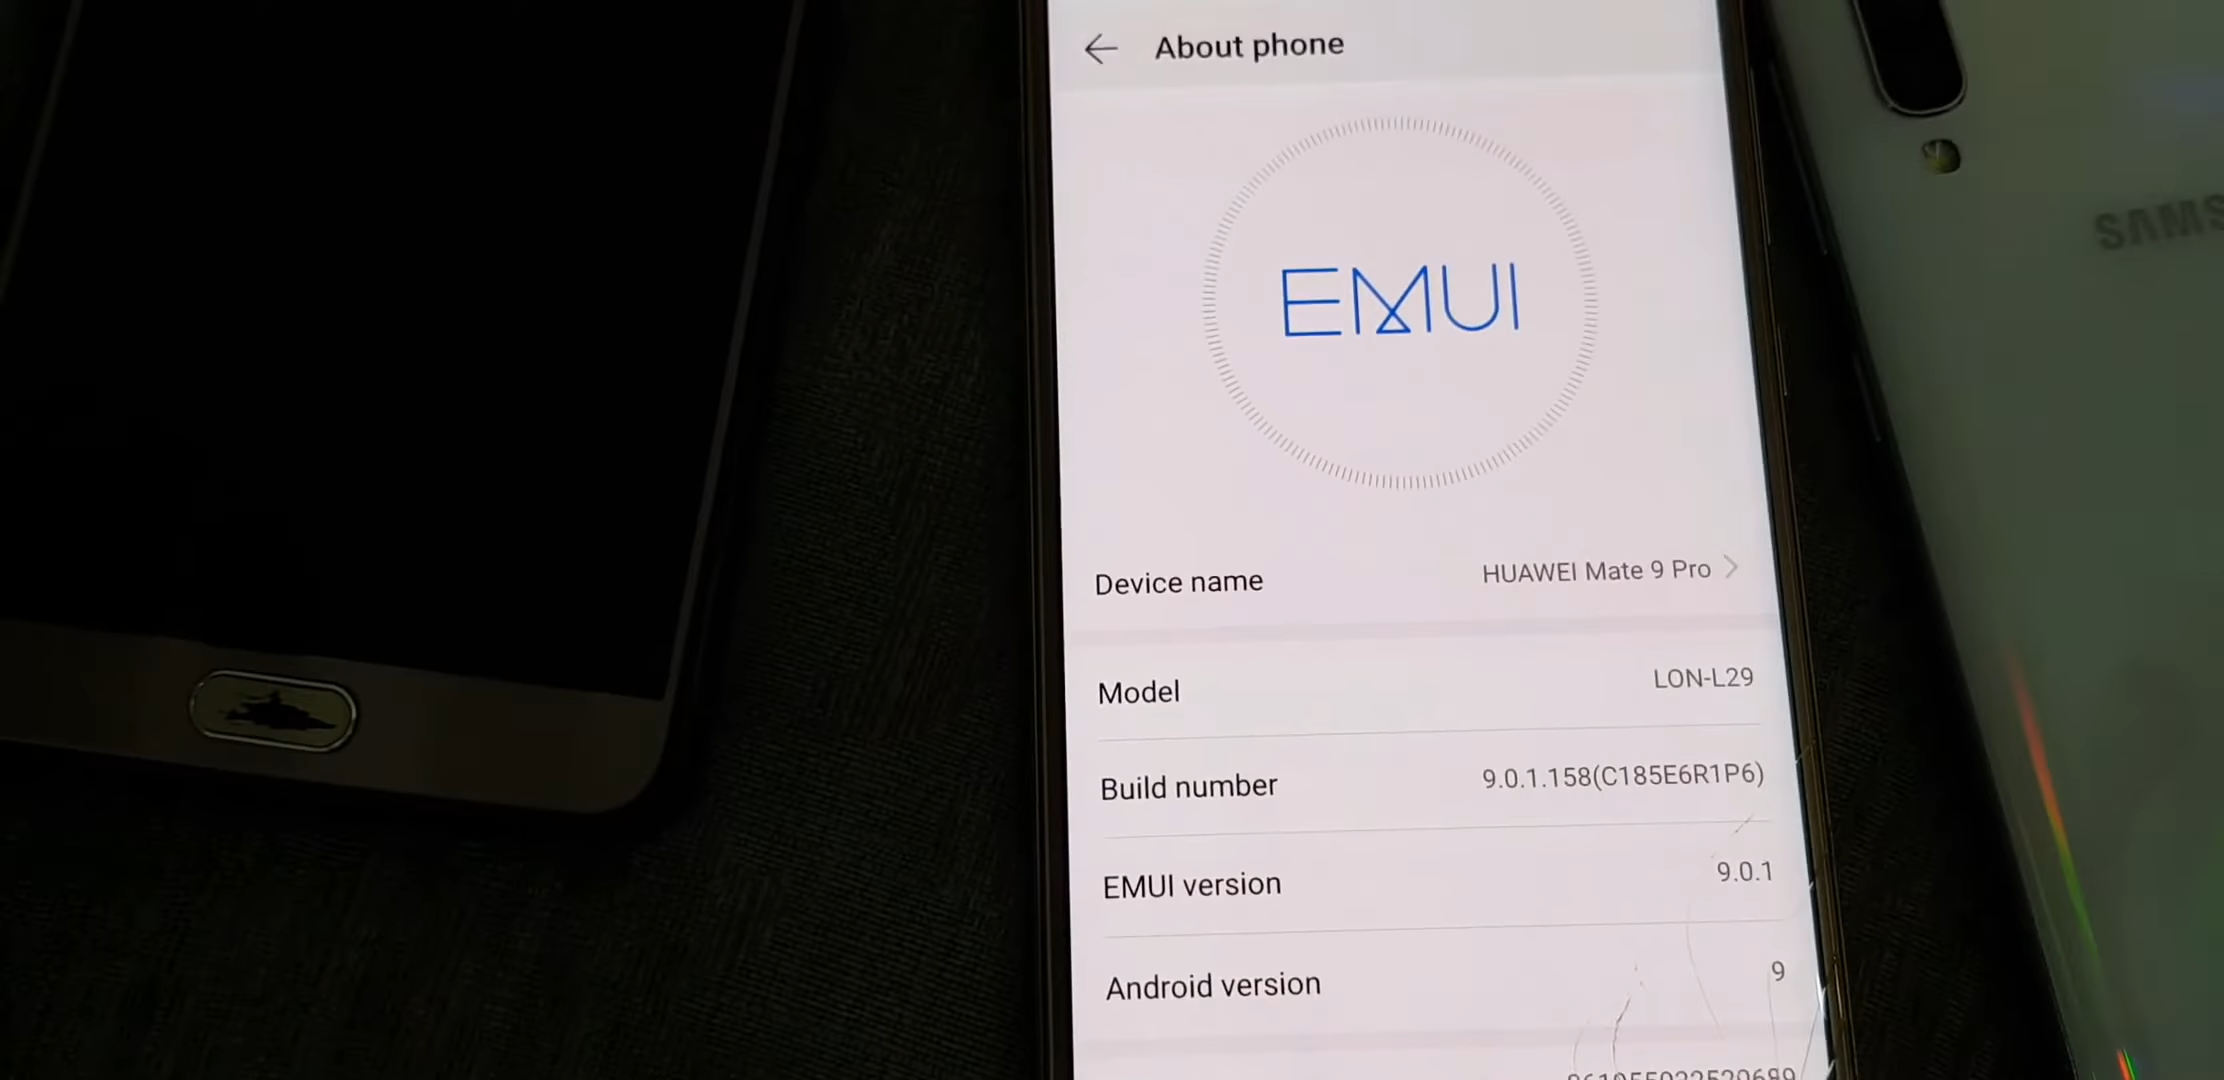 About phone
EMUI
Device name HUAWEI Mate 9 Pro
Model LON-L29
Build number 9.0.1.158(C185E6R1P6)
EMUI version 9.0.1
Android version 9
SAMS